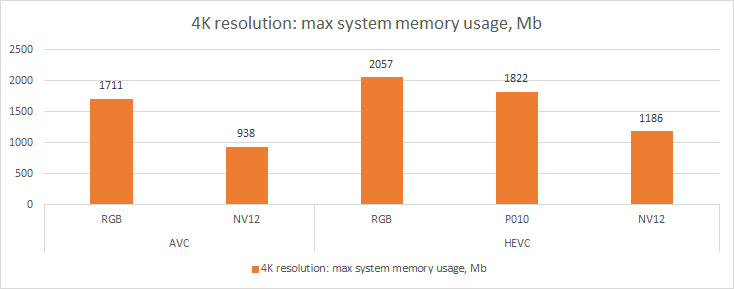 4K resolution: max system memory usage, Mb
2500
2000
1500
1000
500
0
1711
938
2057
1822
1186
RGB NV12 RGB P010 NV12
AVC HEVC
4K resolution: max system memory usage, Mb